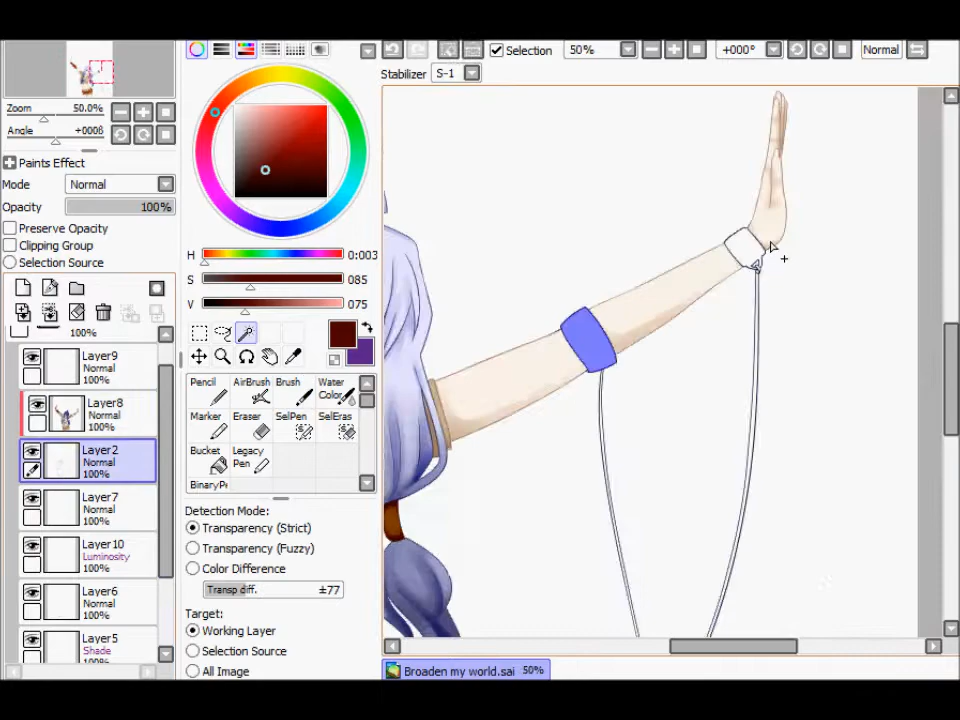 Selection
50%
+000°
Normal
Stabilizer S-1
Zoom 50.0%
Angle +0008
Paints Effect
Mode Normal
Opacity 100%
Preserve Opacity
Clipping Group
Selection Source
100%
Layer9
Normal
100%
Layer8
Normal
100%
Layer2
Normal
100%
Layer7
Normal
100%
Layer10
Luminosity
100%
Layer6
Normal
100%
Layer5
Shade
100%
H 0:003
S 085
V 075
Pencil AirBrush Brush Water Color
Marker Eraser SelPen SelEras
Bucket Legacy Pen
BinaryPe
Detection Mode:
Transparency (Strict)
Transparency (Fuzzy)
Color Difference
Transp diff. ±77
Target:
Working Layer
Selection Source
All Image
Broaden my world.sai 50%